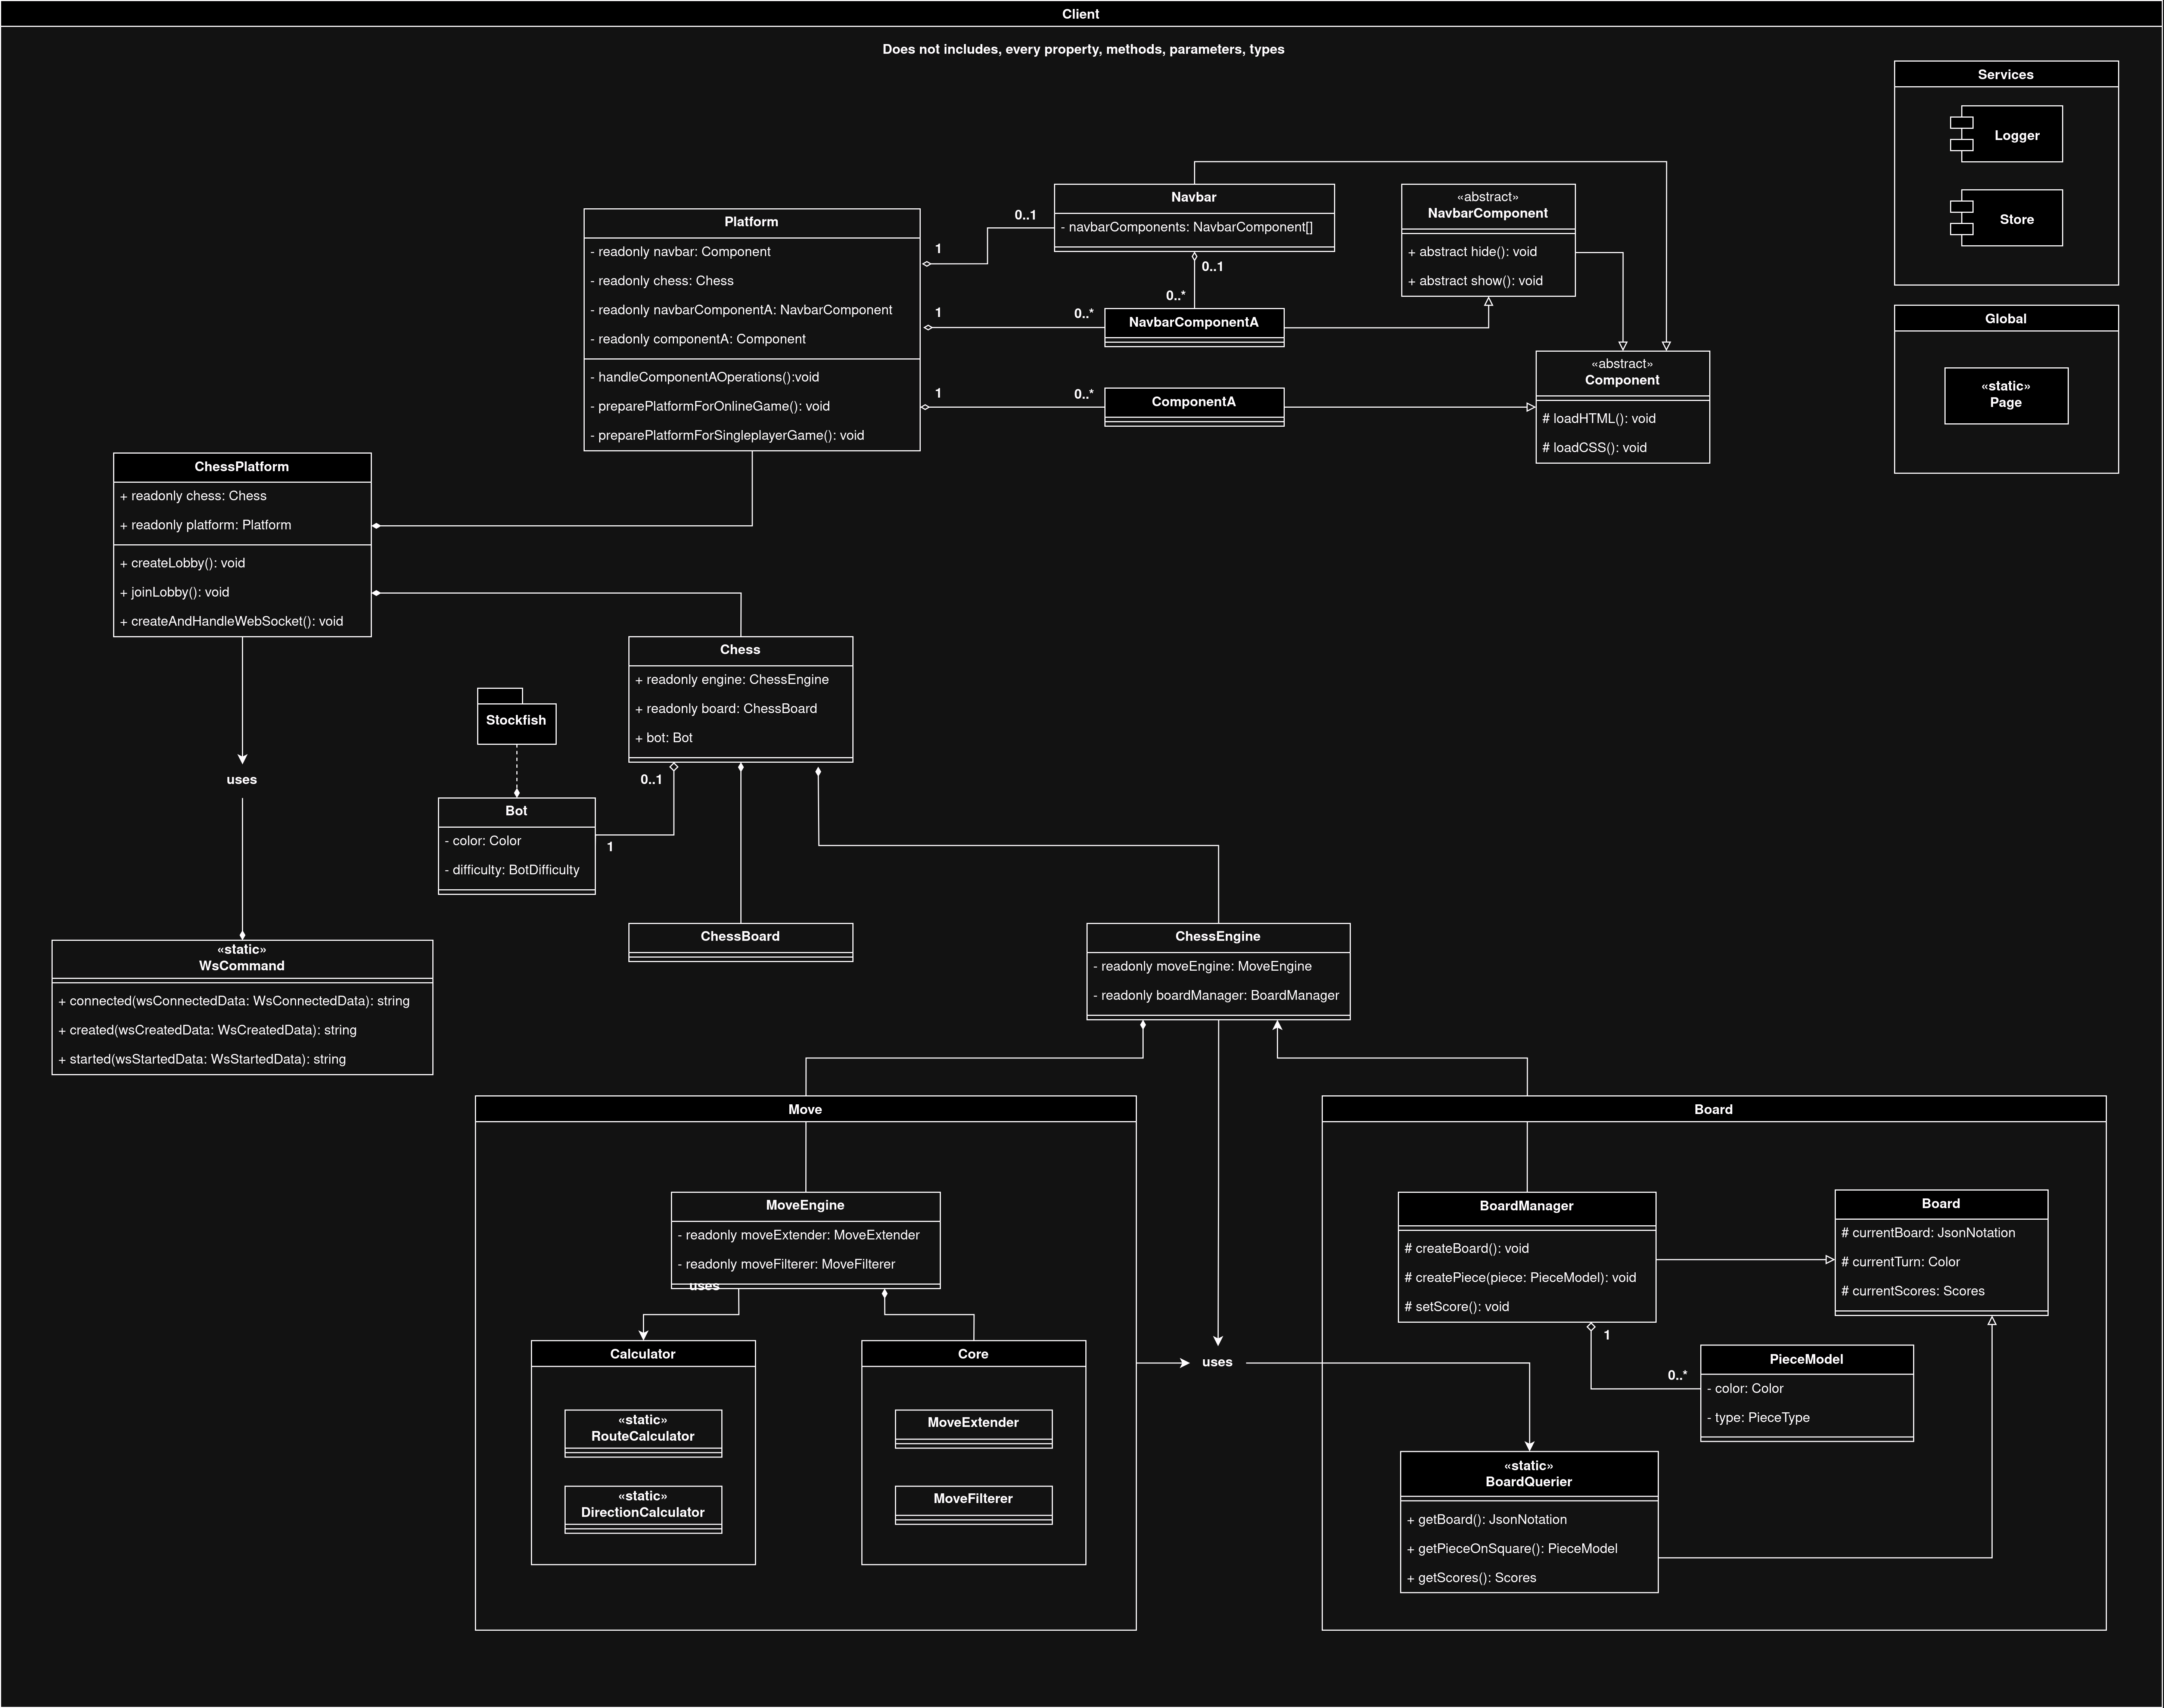 Client
Does not includes, every property, methods, parameters, types
Services
Logger
Store
Global
«static»
Page
Platform
- readonly navbar: Component
- readonly chess: Chess
- readonly navbarComponentA: NavbarComponent
- readonly componentA: Component
- handleComponentAOperations():void
- preparePlatformForOnlineGame(): void
- preparePlatformForSingleplayerGame(): void
1
0..1
1
0..*
1
0..*
Navbar
- navbarComponents: NavbarComponent[]
0..1
0..*
NavbarComponentA
ComponentA
«abstract»
NavbarComponent
+ abstract hide(): void
+ abstract show(): void
«abstract»
Component
# loadHTML(): void
# loadCSS(): void
ChessPlatform
+ readonly chess: Chess
+ readonly platform: Platform
+ createLobby(): void
+ joinLobby(): void
+ createAndHandleWebSocket(): void
uses
«static»
WsCommand
+ connected(wsConnectedData: WsConnectedData): string
+ created(wsCreatedData: WsCreatedData): string
+ started(wsStartedData: WsStartedData): string
Chess
+ readonly engine: ChessEngine
+ readonly board: ChessBoard
+ bot: Bot
0..1
1
Stockfish
Bot
- color: Color
- difficulty: BotDifficulty
ChessBoard
ChessEngine
- readonly moveEngine: MoveEngine
- readonly boardManager: BoardManager
Move
MoveEngine
- readonly moveExtender: MoveExtender
- readonly moveFilterer: MoveFilterer
uses
Calculator
«static»
RouteCalculator
«static»
DirectionCalculator
Core
MoveExtender
MoveFilterer
uses
Board
BoardManager
# createBoard(): void
# createPiece(piece: PieceModel): void
# setScore(): void
1
0..*
Board
# currentBoard: JsonNotation
# currentTurn: Color
# currentScores: Scores
PieceModel
- color: Color
- type: PieceType
«static»
BoardQuerier
+ getBoard(): JsonNotation
+ getPieceOnSquare(): PieceModel
+ getScores(): Scores